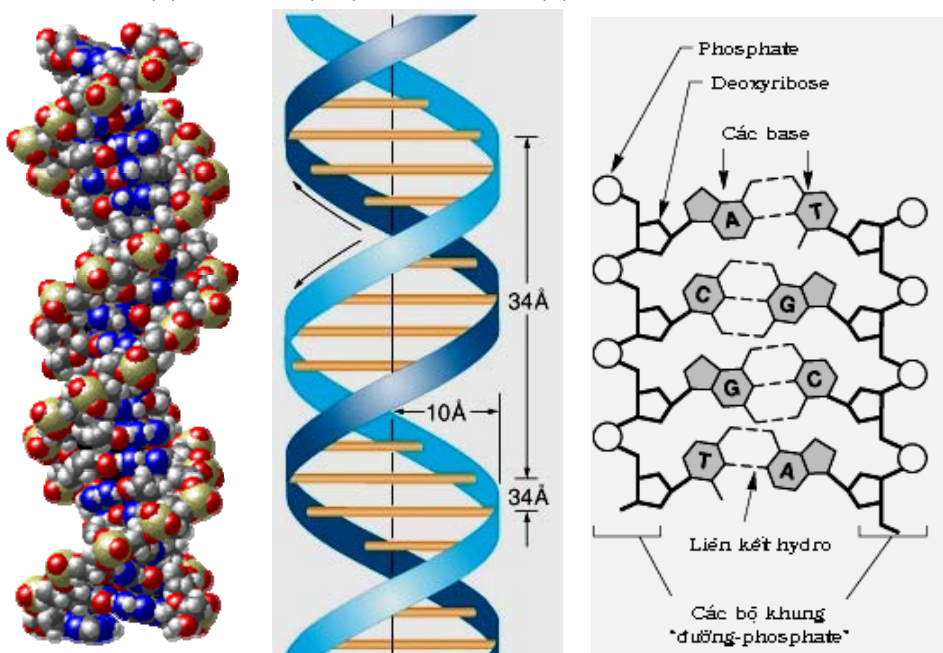 34Å
10Å
34Å
Phosphate
Deoxyribose
Các base
A
T
C
G
G
C
T
A
Liên kết hydro
Các bộ khung
"đường-phosphate"